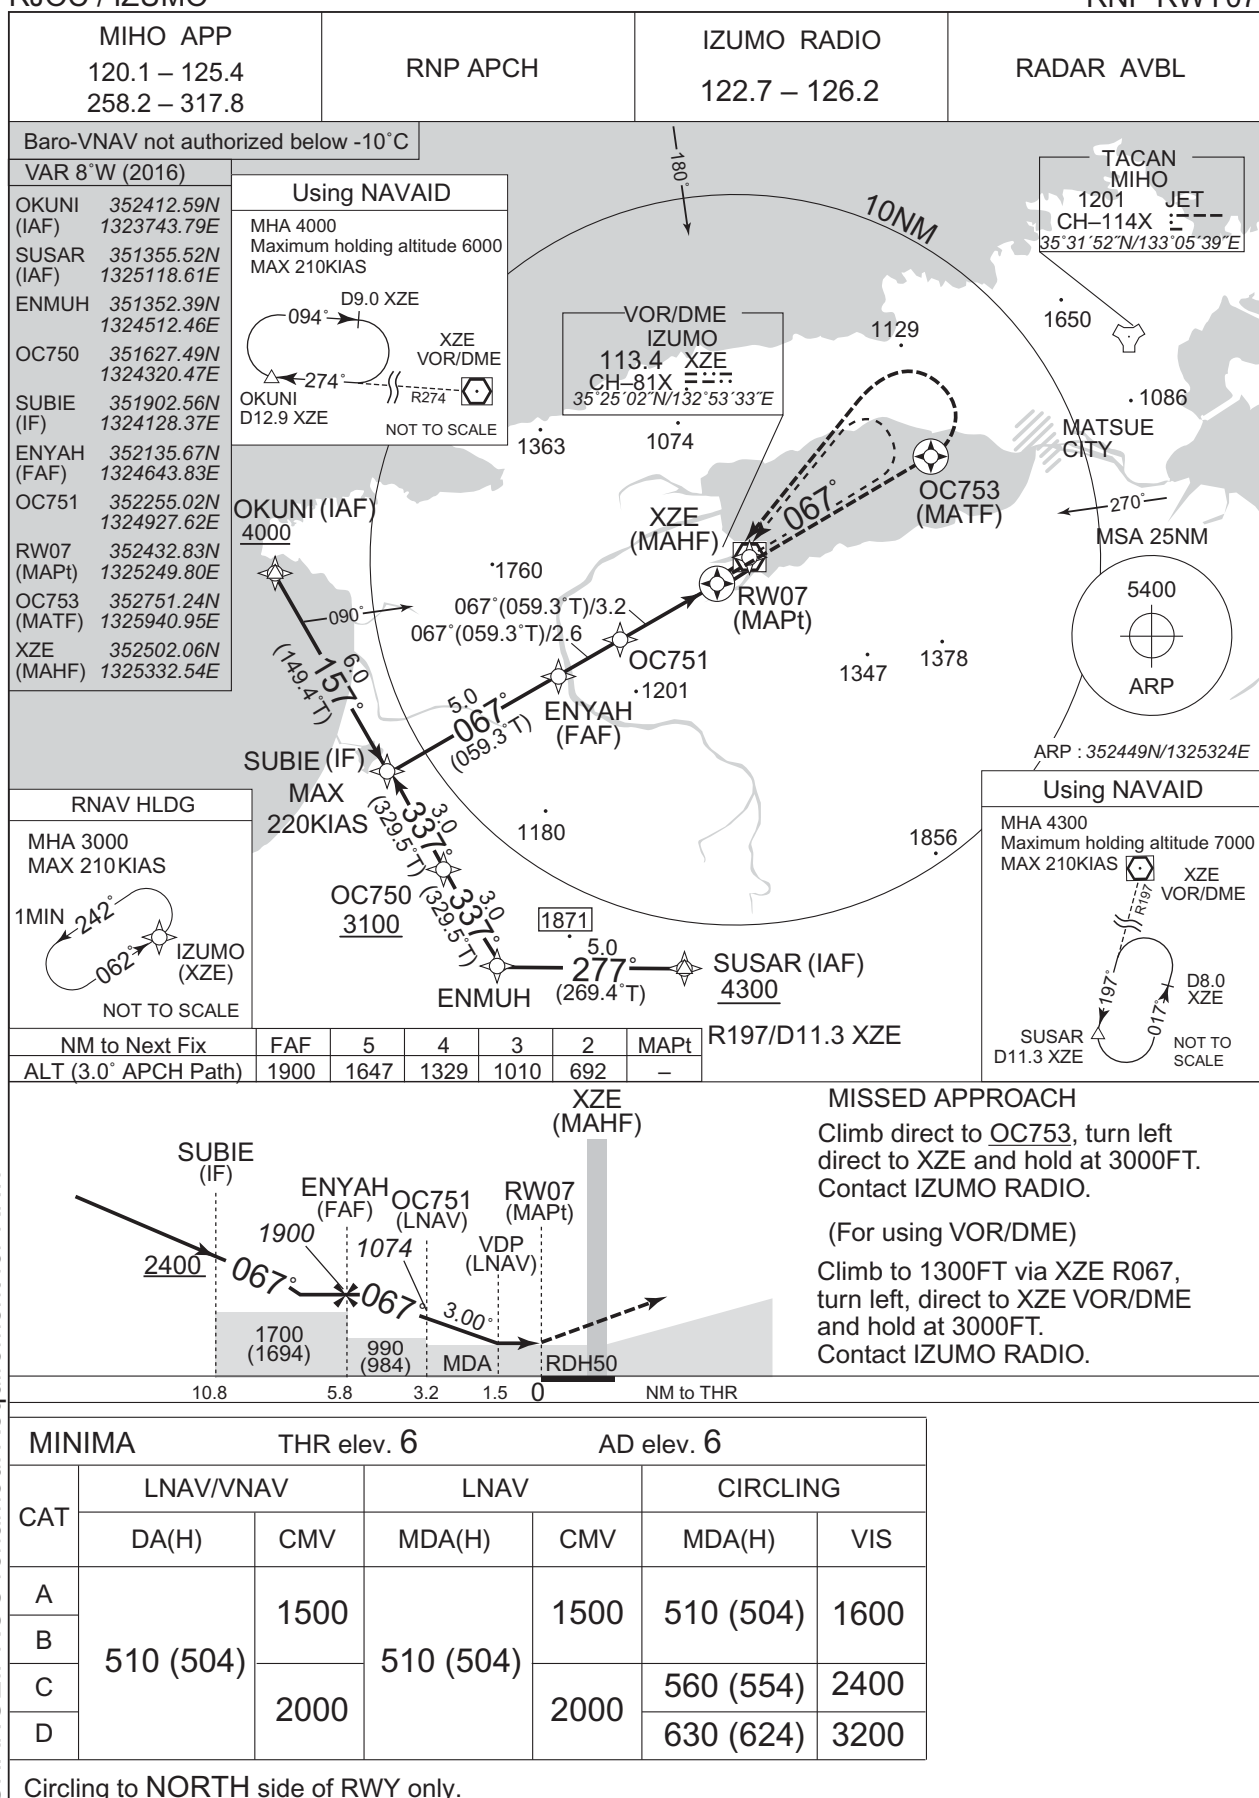 MIHO APP
120.1 – 125.4
258.2 – 317.8
RNP APCH
IZUMO RADIO
122.7 – 126.2
RADAR AVBL
Baro-VNAV not authorized below -10˚C
VAR 8˚W (2016)
OKUNI 352412.59N
(IAF) 1323743.79E
SUSAR 351355.52N
(IAF) 1325118.61E
ENMUH 351352.39N
1324512.46E
OC750 351627.49N
1324320.47E
SUBIE 351902.56N
(IF) 1324128.37E
ENYAH 352135.67N
(FAF) 1324643.83E
OC751 352255.02N
1324927.62E
RW07 352432.83N
(MAPt) 1325249.80E
OC753 352751.24N
(MATF) 1325940.95E
XZE 352502.06N
(MAHF) 1325332.54E
Using NAVAID
MHA 4000
Maximum holding altitude 6000
MAX 210KIAS
D9.0 XZE
094˚
XZE
VOR/DME
274˚
R274
OKUNI
D12.9 XZE
NOT TO SCALE
180˚
10NM
TACAN
MIHO
1201 JET
CH–114X
35˚31´52˝N/133˚05´39˝E
VOR/DME
IZUMO
113.4 XZE
CH–81X
35˚25´02˝N/132˚53´33˝E
1129
1650
1086
1363
1074
MATSUE
CITY
OC753
(MATF)
067˚
270˚
MSA 25NM
5400
ARP
ARP : 352449N/1325324E
OKUNI (IAF)
4000
XZE
(MAHF)
1760
RW07
(MAPt)
090˚
067˚(059.3˚T)/3.2
067˚(059.3˚T)/2.6
OC751
1347
1378
1201
6.0
157˚
(149.4˚T)
5.0
067˚
(059.3˚T)
ENYAH
(FAF)
SUBIE (IF)
MAX
220KIAS
3.0
337˚
(329.5˚T)
1180
1856
OC750
3100
3.0
337˚
(329.5˚T)
1871
5.0
277˚
(269.4˚T)
ENMUH
SUSAR (IAF)
4300
R197/D11.3 XZE
RNAV HLDG
MHA 3000
MAX 210KIAS
1MIN
242˚
062˚
IZUMO
(XZE)
NOT TO SCALE
Using NAVAID
MHA 4300
Maximum holding altitude 7000
MAX 210KIAS
XZE
VOR/DME
R197
197˚
017˚
D8.0
XZE
SUSAR
D11.3 XZE
NOT TO
SCALE
NM to Next Fix FAF 5 4 3 2 MAPt
ALT (3.0˚ APCH Path) 1900 1647 1329 1010 692 –
XZE
(MAHF)
SUBIE
(IF)
ENYAH
(FAF)
OC751
(LNAV)
RW07
(MAPt)
VDP
(LNAV)
1900
1074
2400
067˚
067˚
3.00˚
1700
(1694)
990
(984)
MDA
RDH50
10.8 5.8 3.2 1.5 0 NM to THR
MISSED APPROACH
Climb direct to OC753, turn left
direct to XZE and hold at 3000FT.
Contact IZUMO RADIO.
(For using VOR/DME)
Climb to 1300FT via XZE R067,
turn left, direct to XZE VOR/DME
and hold at 3000FT.
Contact IZUMO RADIO.
MINIMA THR elev. 6 AD elev. 6
CAT LNAV/VNAV LNAV CIRCLING
DA(H) CMV MDA(H) CMV MDA(H) VIS
A
B
C
D
510 (504)
1500
2000
510 (504)
1500
2000
510 (504) 1600
560 (554) 2400
630 (624) 3200
Circling to NORTH side of RWY only.